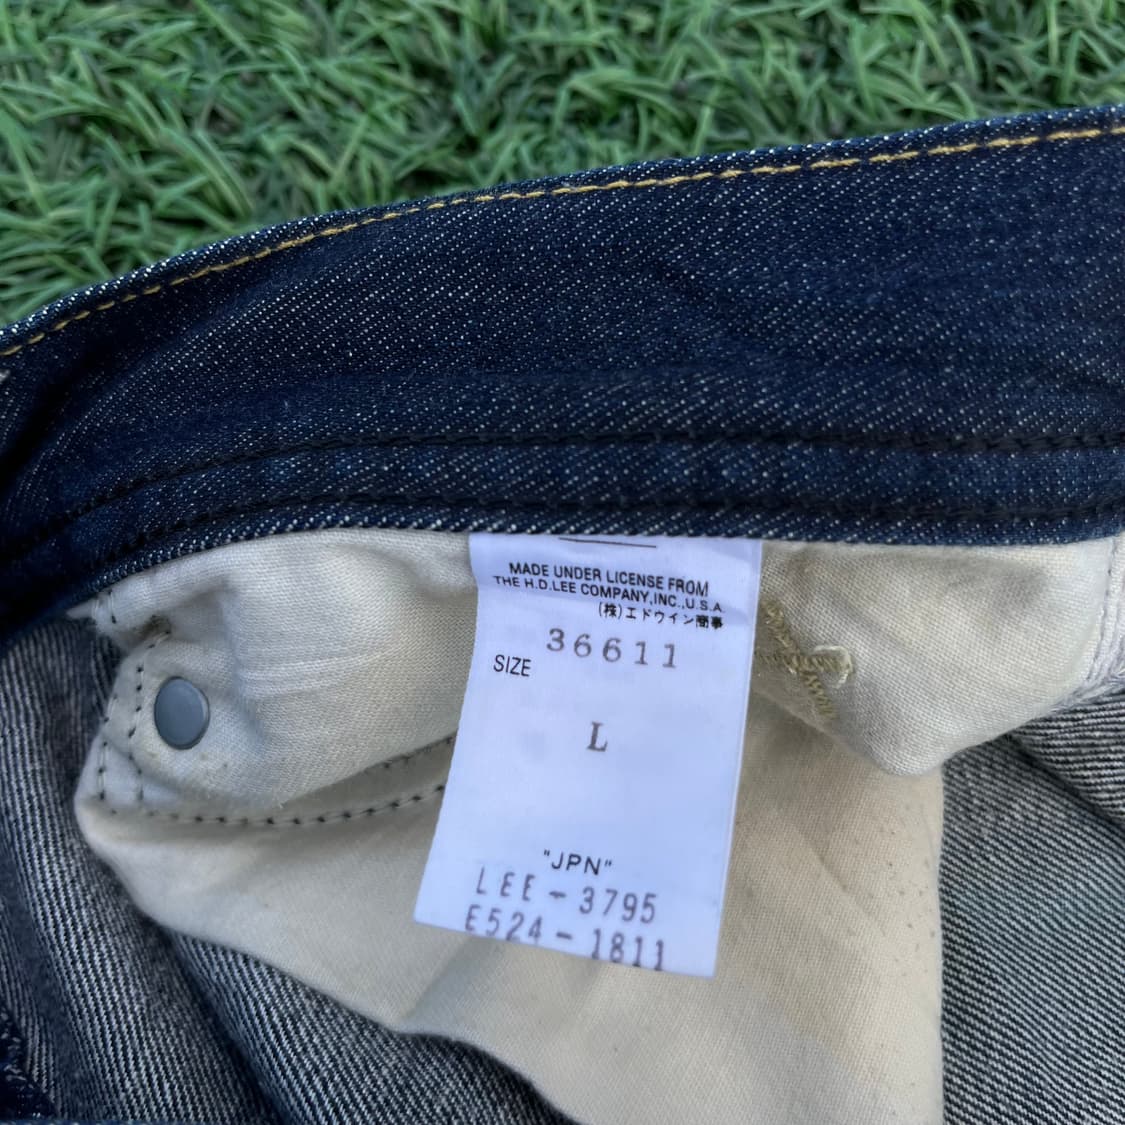 MADE UNDER LICENSE FROM
THE H.D.LEE COMPANY,INC.,U.S.A.
(株)エドウイン商事
36611
SIZE
L
"JPN"
LEE-3795
E524-1811